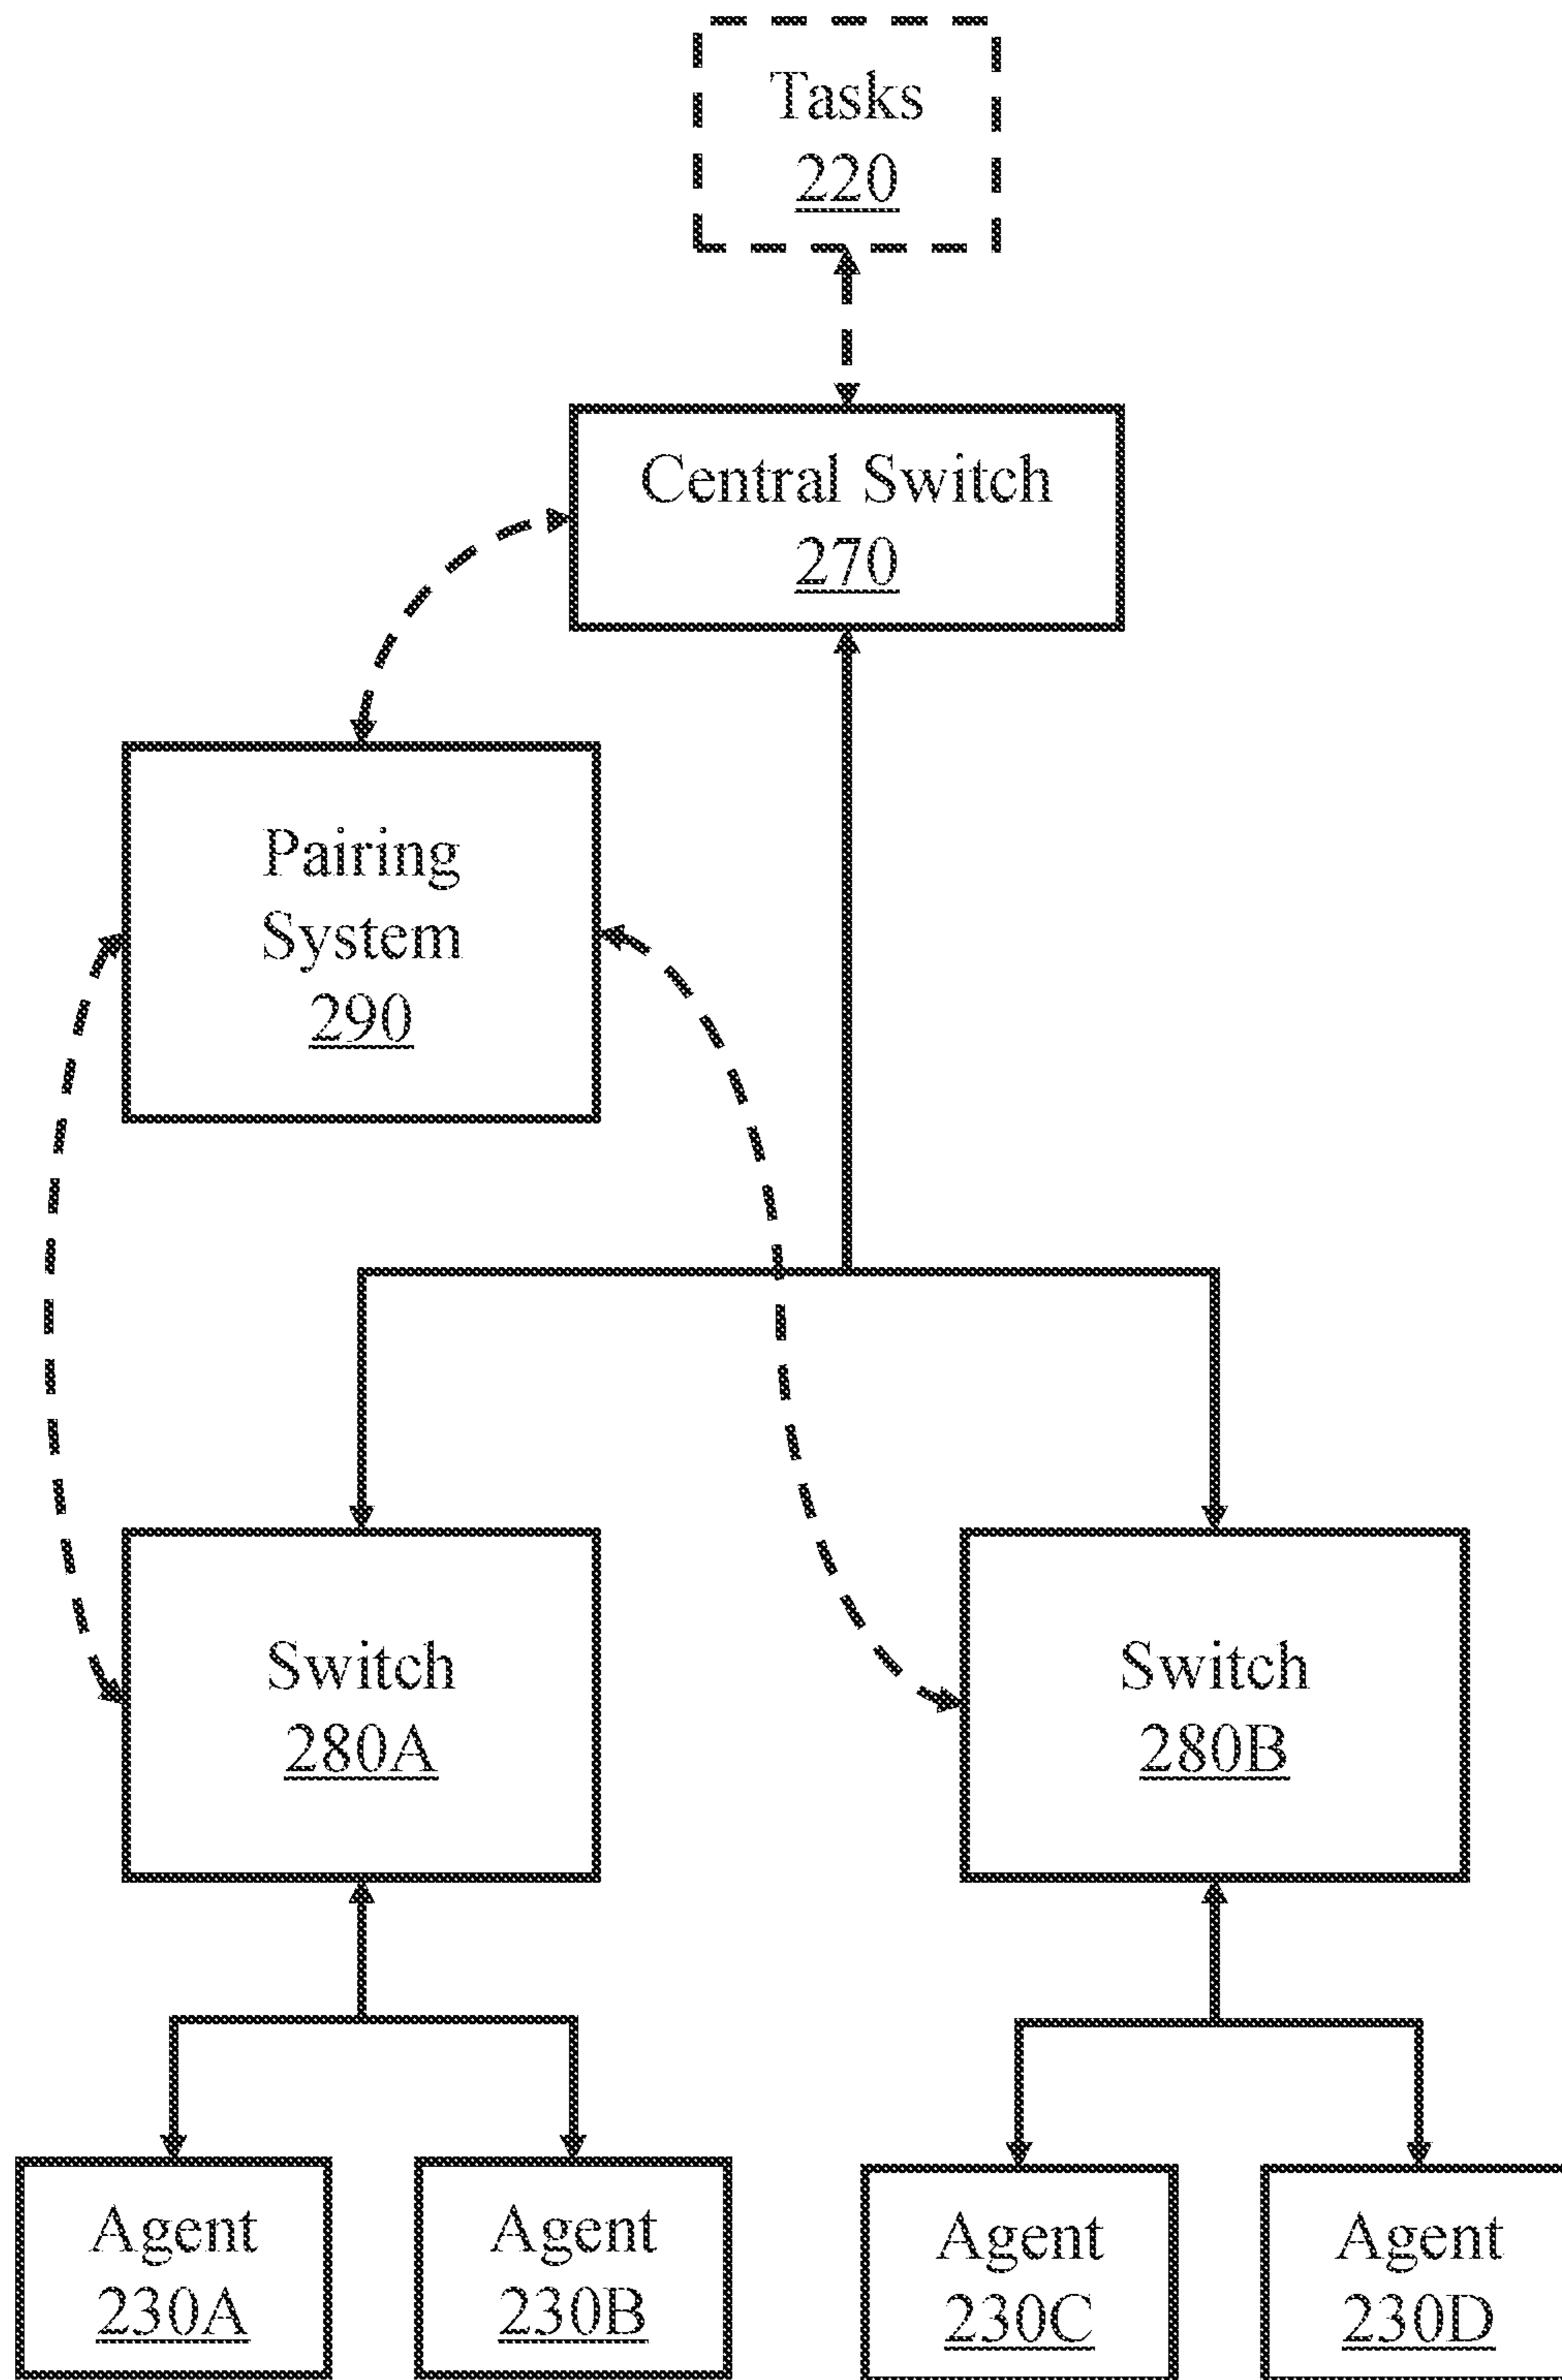 Tasks
220
Central Switch
270
Pairing
System
290
Switch
280A
Switch
280B
Agent
230A
Agent
230B
Agent
230C
Agent
230D